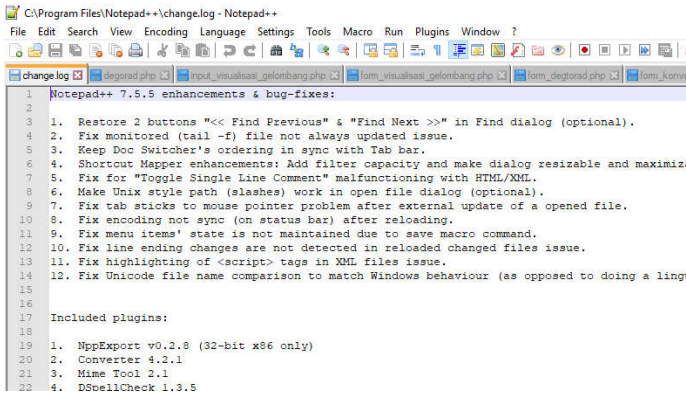 C:\Program Files\Notepad++\change.log - Notepad++
File Edit Search View Encoding Language Settings Tools Macro Run Plugins Window ?
change.log degorad.php input_visualisasi_gelombang.php form_visualisasi_gelombang.php form_degtorad.php form_konve
1 Notepad++ 7.5.5 enhancements & bug-fixes:
2
3 1. Restore 2 buttons "<< Find Previous" & "Find Next >>" in Find dialog (optional).
4 2. Fix monitored (tail -f) file not always updated issue.
5 3. Keep Doc Switcher's ordering in sync with Tab bar.
6 4. Shortcut Mapper enhancements: Add filter capacity and make dialog resizable and maximiza
7 5. Fix for "Toggle Single Line Comment" malfunctioning with HTML/XML.
8 6. Make Unix style path (slashes) work in open file dialog (optional).
9 7. Fix tab sticks to mouse pointer problem after external update of a opened file.
10 8. Fix encoding not sync (on status bar) after reloading.
11 9. Fix menu items' state is not maintained due to save macro command.
12 10. Fix line ending changes are not detected in reloaded changed files issue.
13 11. Fix highlighting of <script> tags in XML files issue.
14 12. Fix Unicode file name comparison to match Windows behaviour (as opposed to doing a ling
15
16
17 Included plugins:
18
19 1. NppExport v0.2.8 (32-bit x86 only)
20 2. Converter 4.2.1
21 3. Mime Tool 2.1
22 4. DSpellCheck 1.3.5